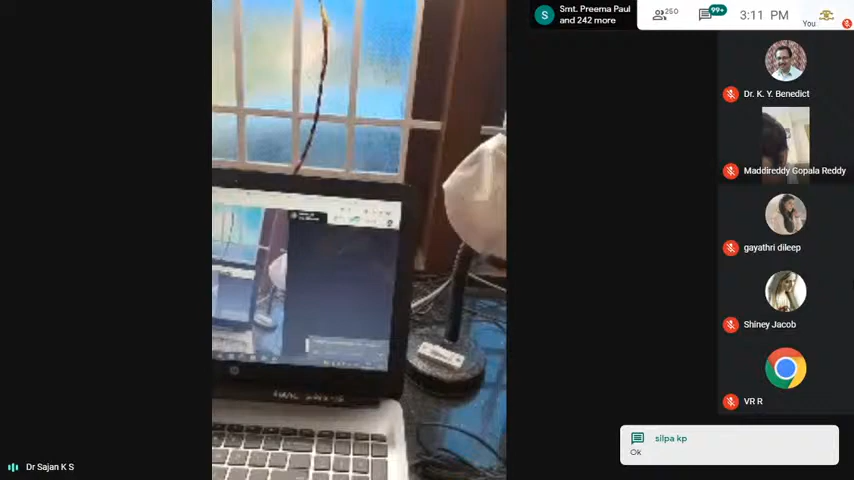 S
Smt. Preema Paul
and 242 more
250
99+
3:11 PM
You
Dr. K. Y. Benedict
Maddireddy Gopala Reddy
gayathri dileep
Shiney Jacob
VR R
silpa kp
Ok
Dr Sajan K S